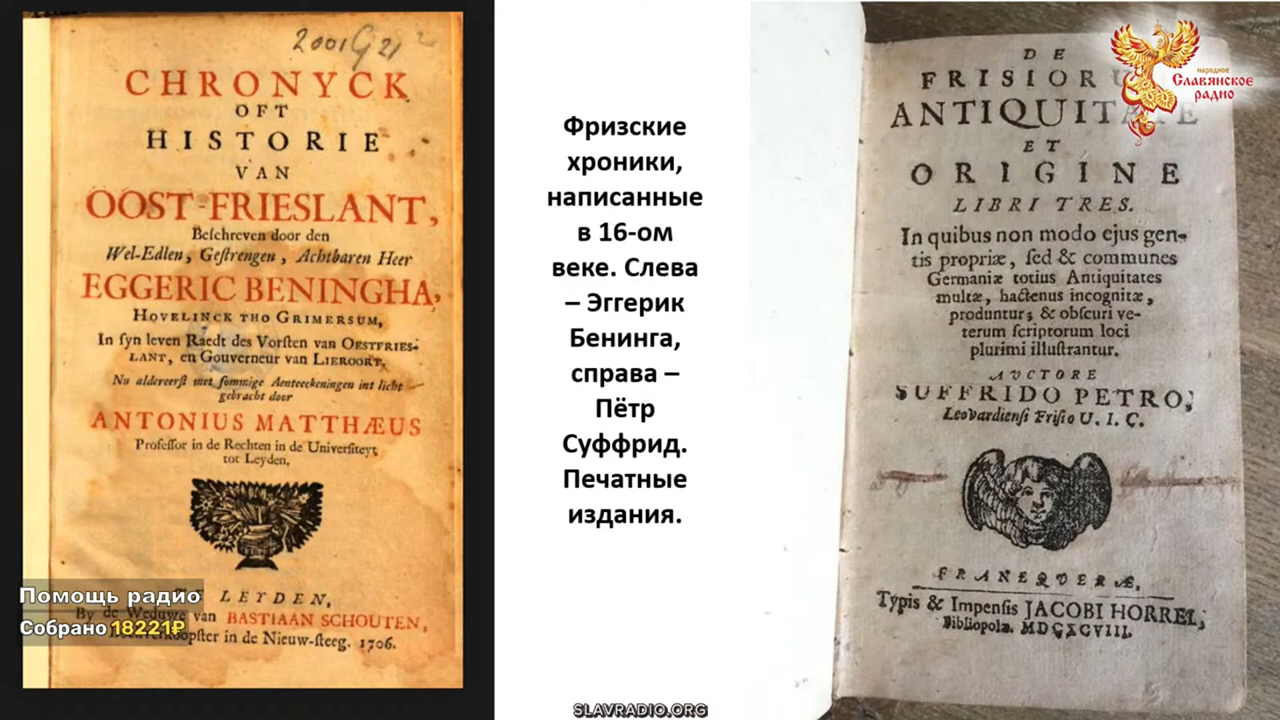 2001 G 21
CHRONYCK
OFT
HISTORIE
VAN
OOST-FRIESLANT,
Beſchreven door den
Wel-Edlen, Geſtrengen, Achtbaren Heer
EGGERIC BENINGHA,
HOVELINCK THO GRIMERSUM,
In ſyn leven Raedt des Vorſten van OESTFRIES-
LANT, en Gouverneur van LIEROORT.
Nu aldereerſt met ſommige Aenteeckeningen int licht
gebracht door
ANTONIUS MATTHÆUS
Profeſſor in de Rechten in de Univerſiteyt
tot Leyden.
LEYDEN,
By de Weduwe van BASTIAAN SCHOUTEN,
in de Nieuw-ſteeg. 1706.
Помощь радио
Собрано 18221₽
Фризские
хроники,
написанные
в 16-ом
веке. Слева
– Эггерик
Бенинга,
справа –
Пётр
Суффрид.
Печатные
издания.
SLAVRADIO.ORG
DE
FRISIOR
ANTIQUIT
ET
ORIGINE
LIBRI TRES.
In quibus non modo ejus gen-
tis propriæ, ſed & communes
Germaniæ totius Antiquitates
multæ, hactenus incognitæ,
produntur; & obſcuri ve-
terum ſcriptorum loci
plurimi illuſtrantur.
AVCTORE
SUFFRIDO PETRO,
Leovardienſi Friſio U. I. C.
FRANEQUERÆ,
Typis & Impenſis JACOBI HORREI,
Bibliopolæ. MDCXCVIII.
народное
Славянское
радио